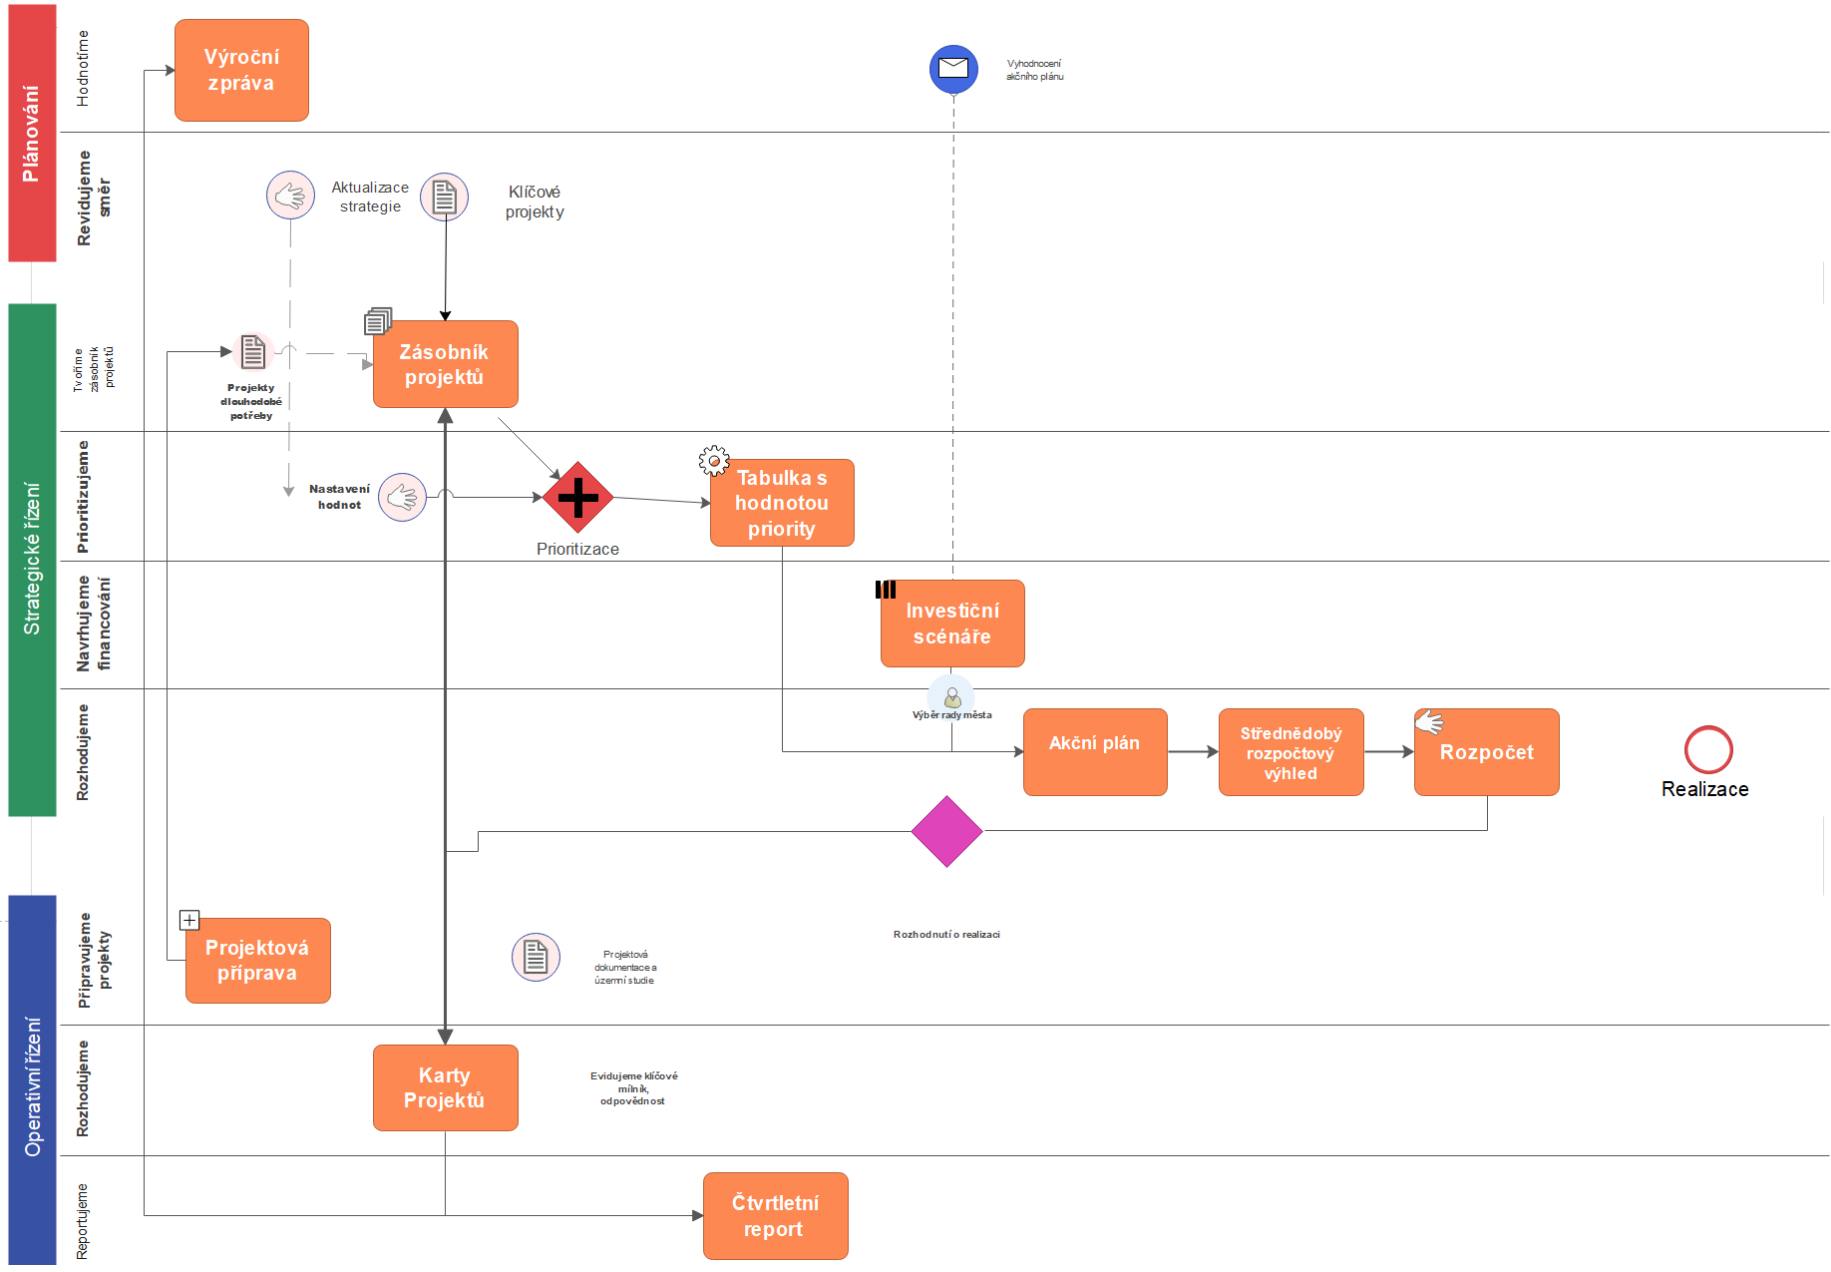 Plánování
Hodnotíme
Výroční
zpráva
Vyhodnocení
akčního plánu
Revidujeme
směr
Aktualizace
strategie
Klíčové
projekty
Strategické řízení
Tvoříme
zásobník
projektů
Projekty
dlouhodobé
potřeby
Zásobník
projektů
Prioritizujeme
Nastavení
hodnot
Prioritizace
Tabulka s
hodnotou
priority
Navrhujeme
financování
Investiční
scénáře
Rozhodujeme
Výběr rady města
Akční plán
Střednědobý
rozpočtový
výhled
Rozpočet
Realizace
Rozhodnutí o realizaci
Operativní řízení
Připravujeme
projekty
Projektová
příprava
Projektová
dokumentace a
územní studie
Rozhodujeme
Karty
Projektů
Evidujeme klíčové
milník,
odpovědnost
Reportujeme
Čtvrtletní
report